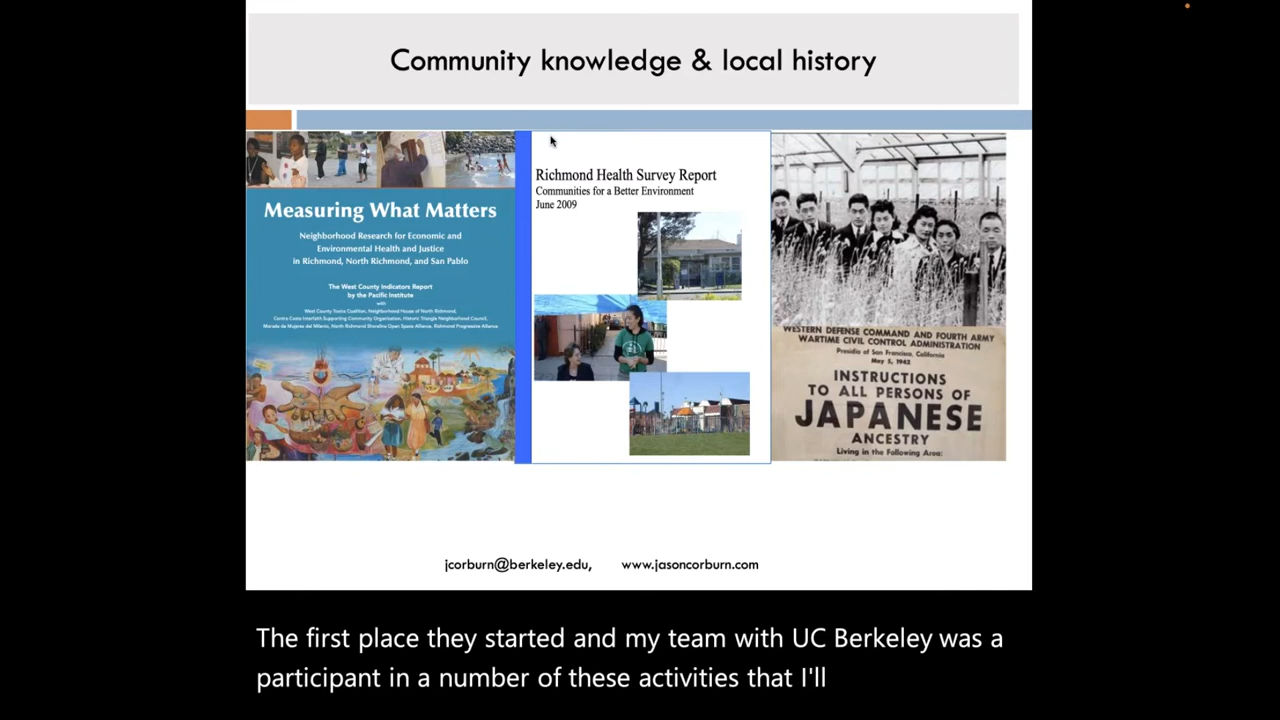 Community knowledge & local history
Measuring What Matters
Neighborhood Research for Economic and
Environmental Health and Justice
in Richmond, North Richmond, and San Pablo
The West County Indicators Report
by the Pacific Institute
with
West County Toxics Coalition, Neighborhood House of North Richmond,
Contra Costa Interfaith Supporting Community Organization, Historic Triangle Neighborhood Council,
Morada de Mujeres del Milenio, North Richmond Shoreline Open Space Alliance, Richmond Progressive Alliance
Richmond Health Survey Report
Communities for a Better Environment
June 2009
WESTERN DEFENSE COMMAND AND FOURTH ARMY
WARTIME CIVIL CONTROL ADMINISTRATION
Presidio of San Francisco, California
May 5, 1942
INSTRUCTIONS
TO ALL PERSONS OF
JAPANESE
ANCESTRY
Living in the Following Area:
jcorburn@berkeley.edu, www.jasoncorburn.com
The first place they started and my team with UC Berkeley was a
participant in a number of these activities that I'll